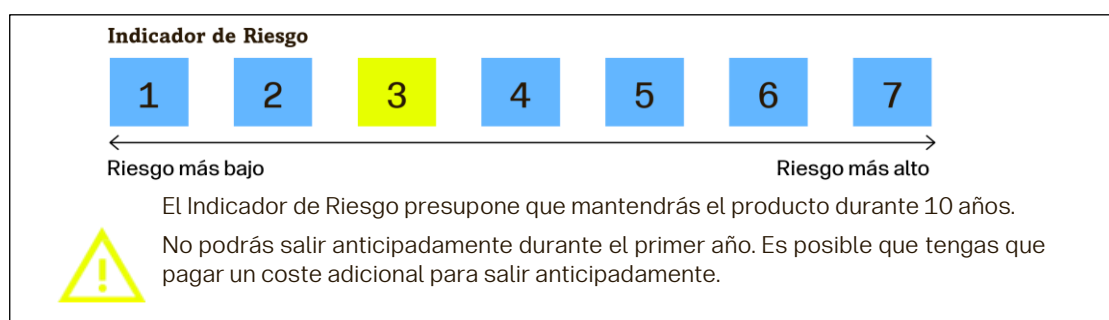 Indicador de Riesgo
1 2 3 4 5 6 7
Riesgo más bajo Riesgo más alto
El Indicador de Riesgo presupone que mantendrás el producto durante 10 años.
No podrás salir anticipadamente durante el primer año. Es posible que tengas que
pagar un coste adicional para salir anticipadamente.
!